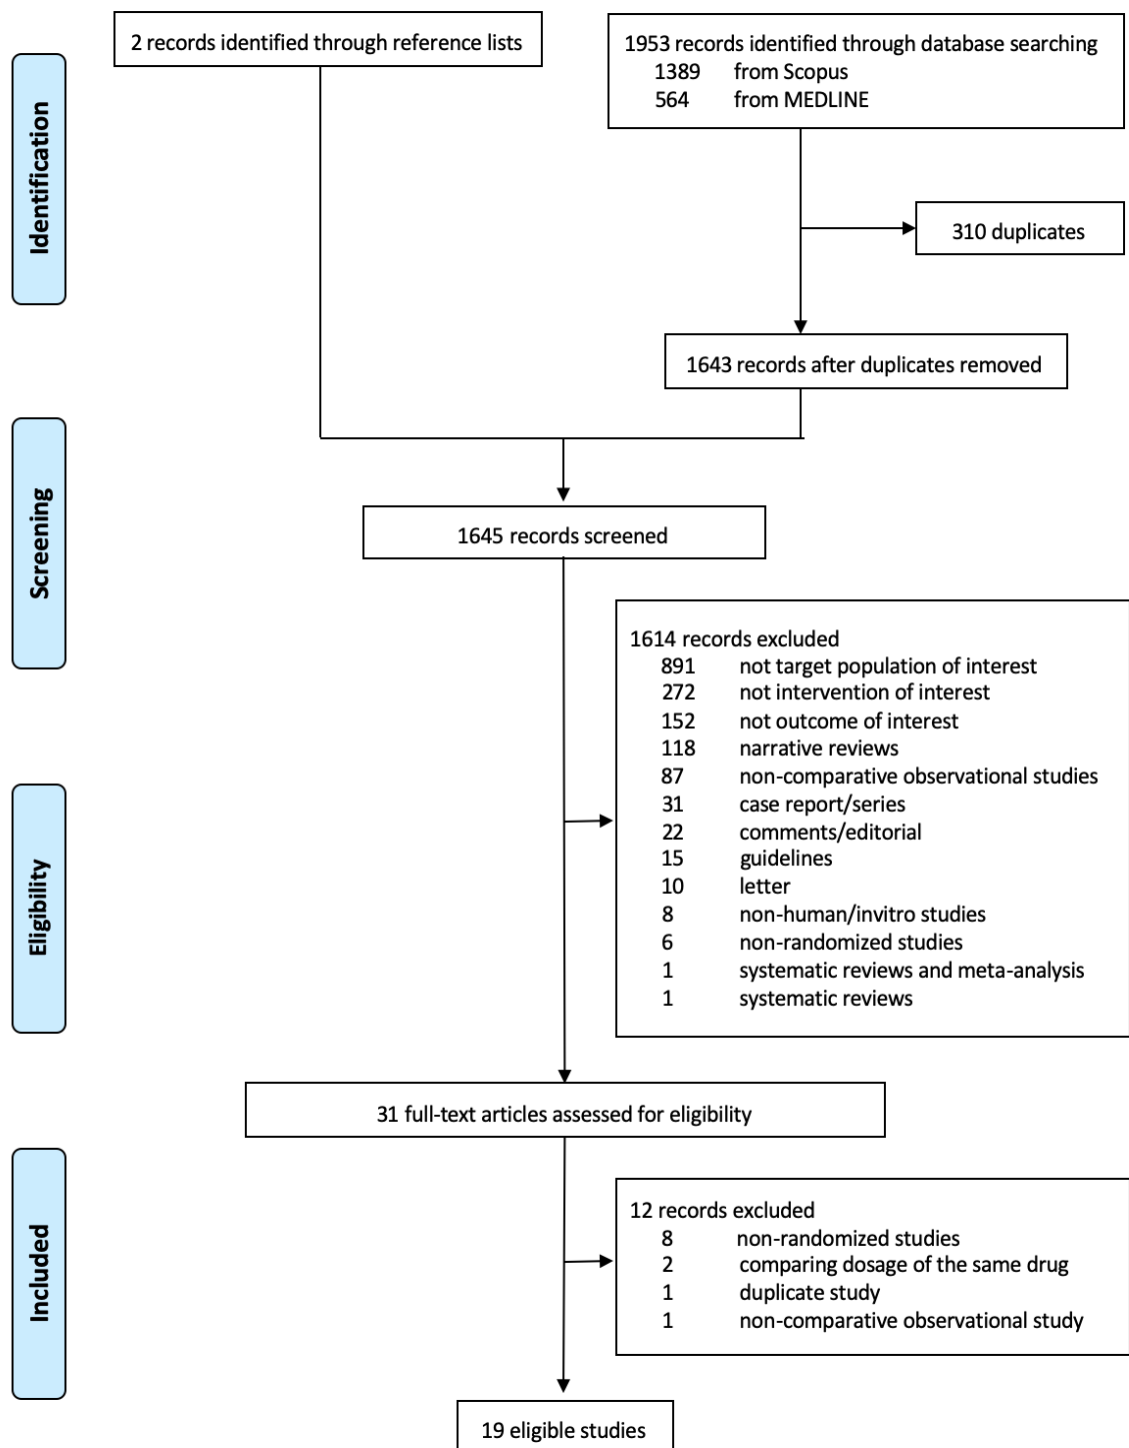 2 records identified through reference lists
1953 records identified through database searching
1389 from Scopus
564 from MEDLINE
Identification
310 duplicates
1643 records after duplicates removed
Screening
1645 records screened
1614 records excluded
891 not target population of interest
272 not intervention of interest
152 not outcome of interest
118 narrative reviews
87 non-comparative observational studies
31 case report/series
22 comments/editorial
15 guidelines
10 letter
8 non-human/invitro studies
6 non-randomized studies
1 systematic reviews and meta-analysis
1 systematic reviews
Eligibility
31 full-text articles assessed for eligibility
Included
12 records excluded
8 non-randomized studies
2 comparing dosage of the same drug
1 duplicate study
1 non-comparative observational study
19 eligible studies